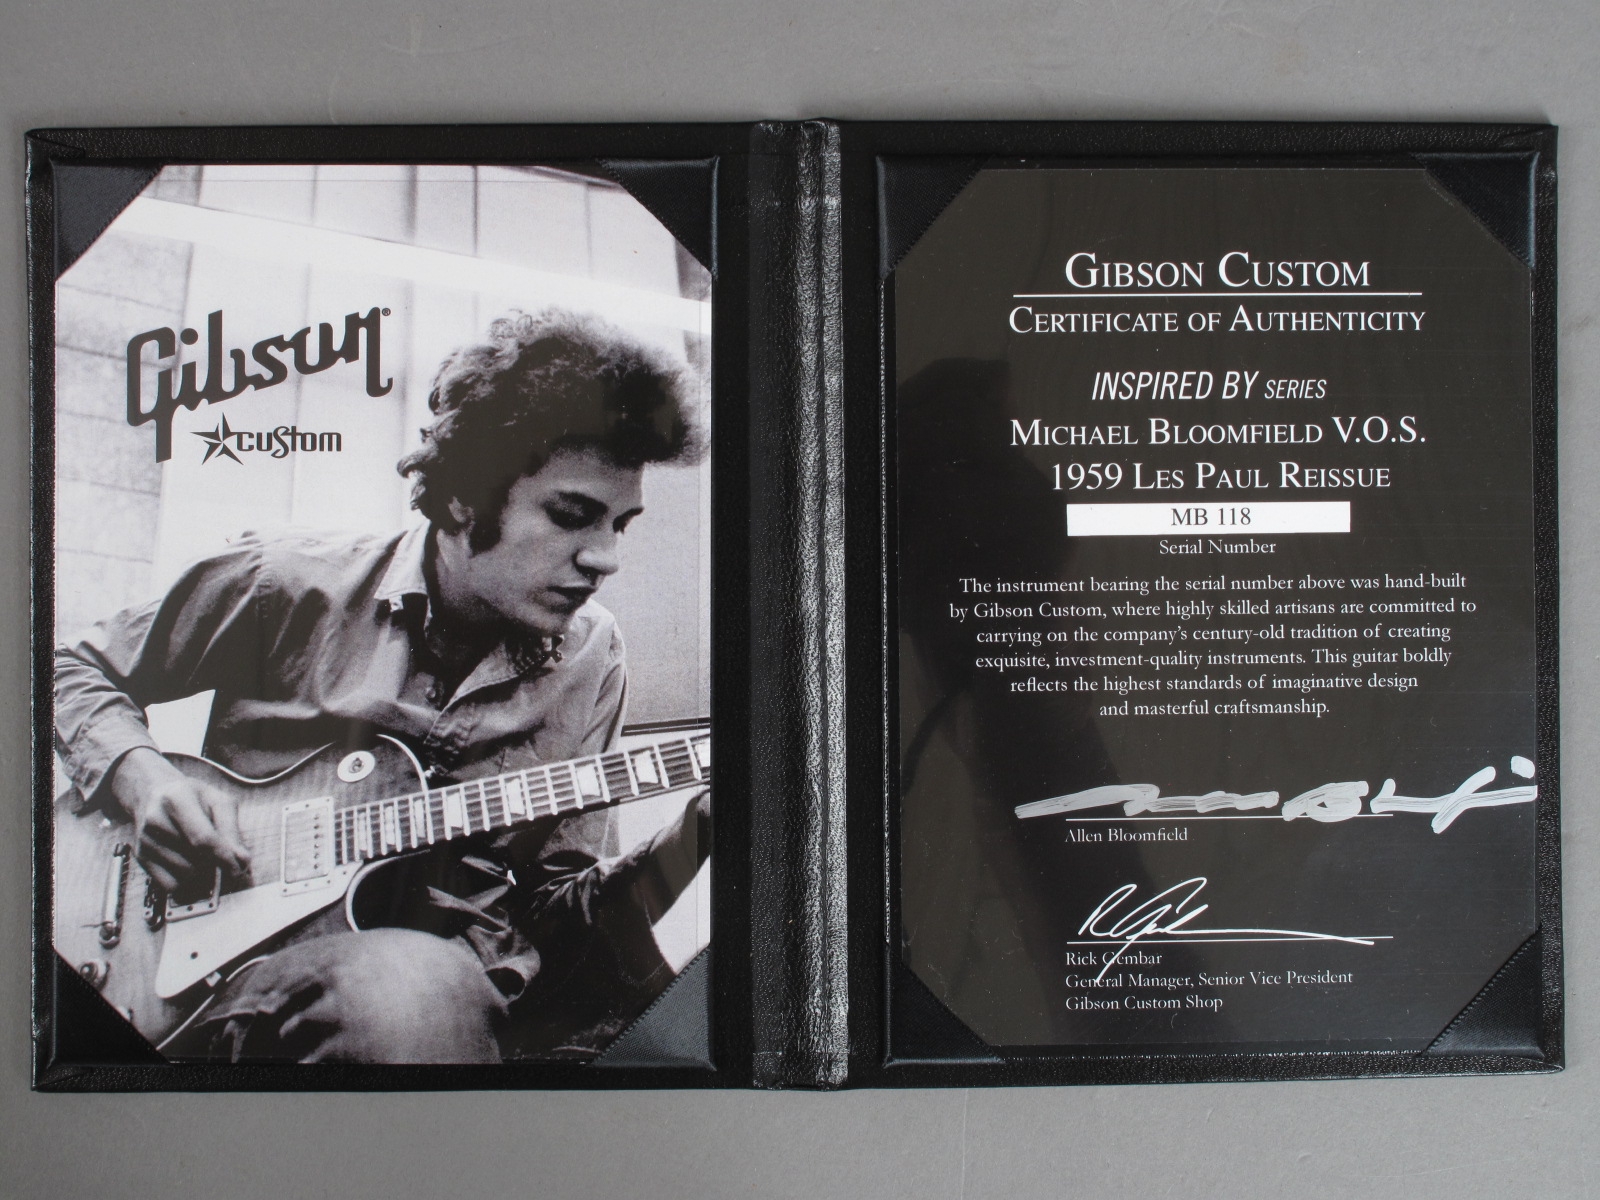 Gibson®
custom
GIBSON CUSTOM
CERTIFICATE OF AUTHENTICITY
INSPIRED BY SERIES
MICHAEL BLOOMFIELD V.O.S.
1959 LES PAUL REISSUE
MB 118
Serial Number
The instrument bearing the serial number above was hand-built
by Gibson Custom, where highly skilled artisans are committed to
carrying on the company's century-old tradition of creating
exquisite, investment-quality instruments. This guitar boldly
reflects the highest standards of imaginative design
and masterful craftsmanship.
Allen Bloomfield
Rick Gembar
General Manager, Senior Vice President
Gibson Custom Shop